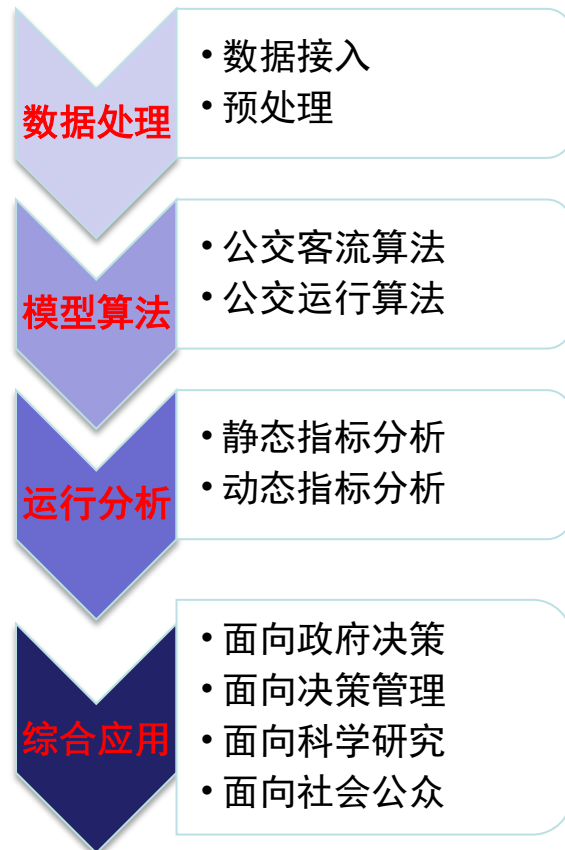 数据处理
• 数据接入
• 预处理
模型算法
• 公交客流算法
• 公交运行算法
运行分析
• 静态指标分析
• 动态指标分析
综合应用
• 面向政府决策
• 面向决策管理
• 面向科学研究
• 面向社会公众